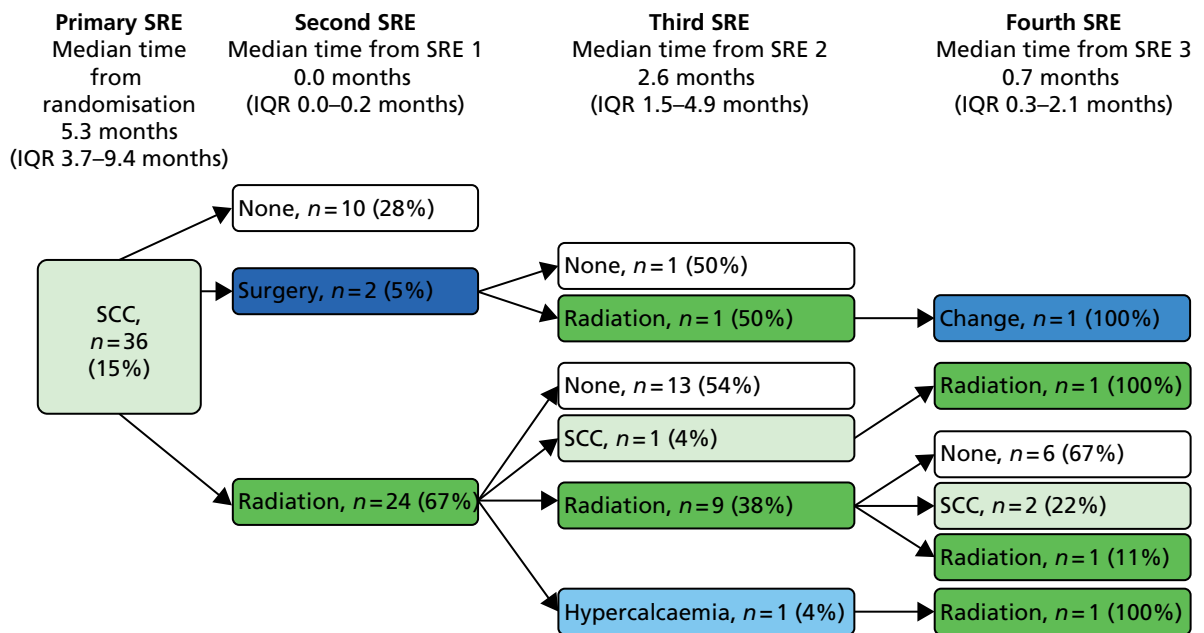 Primary SRE
Median time
from
randomisation
5.3 months
(IQR 3.7–9.4 months)
Second SRE
Median time from SRE 1
0.0 months
(IQR 0.0–0.2 months)
Third SRE
Median time from SRE 2
2.6 months
(IQR 1.5–4.9 months)
Fourth SRE
Median time from SRE 3
0.7 months
(IQR 0.3–2.1 months)
SCC,
n=36
(15%)
None, n=10 (28%)
Surgery, n=2 (5%)
Radiation, n=24 (67%)
None, n=1 (50%)
Radiation, n=1 (50%)
None, n=13 (54%)
SCC, n=1 (4%)
Radiation, n=9 (38%)
Hypercalcaemia, n=1 (4%)
Change, n=1 (100%)
Radiation, n=1 (100%)
None, n=6 (67%)
SCC, n=2 (22%)
Radiation, n=1 (11%)
Radiation, n=1 (100%)